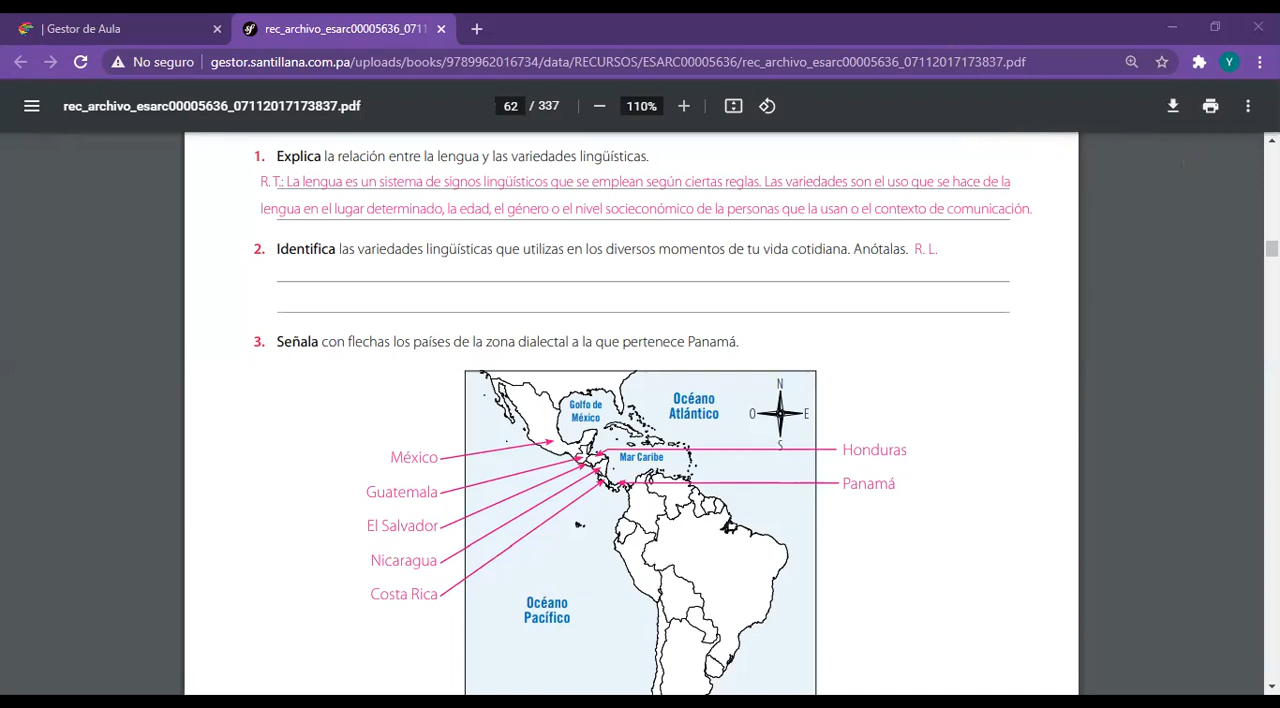 | Gestor de Aula
rec_archivo_esarc00005636_0711
No seguro
gestor.santillana.com.pa/uploads/books/9789962016734/data/RECURSOS/ESARC00005636/rec_archivo_esarc00005636_07112017173837.pdf
Y
rec_archivo_esarc00005636_07112017173837.pdf
62 / 337
110%
1. Explica la relación entre la lengua y las variedades lingüísticas.
R. T.: La lengua es un sistema de signos lingüísticos que se emplean según ciertas reglas. Las variedades son el uso que se hace de la
lengua en el lugar determinado, la edad, el género o el nivel socieconómico de la personas que la usan o el contexto de comunicación.
2. Identifica las variedades lingüísticas que utilizas en los diversos momentos de tu vida cotidiana. Anótalas. R. L.
3. Señala con flechas los países de la zona dialectal a la que pertenece Panamá.
N
Océano
Atlántico
Golfo de
México
O
E
S
México
Mar Caribe
Honduras
Guatemala
Panamá
El Salvador
Nicaragua
Costa Rica
Océano
Pacífico